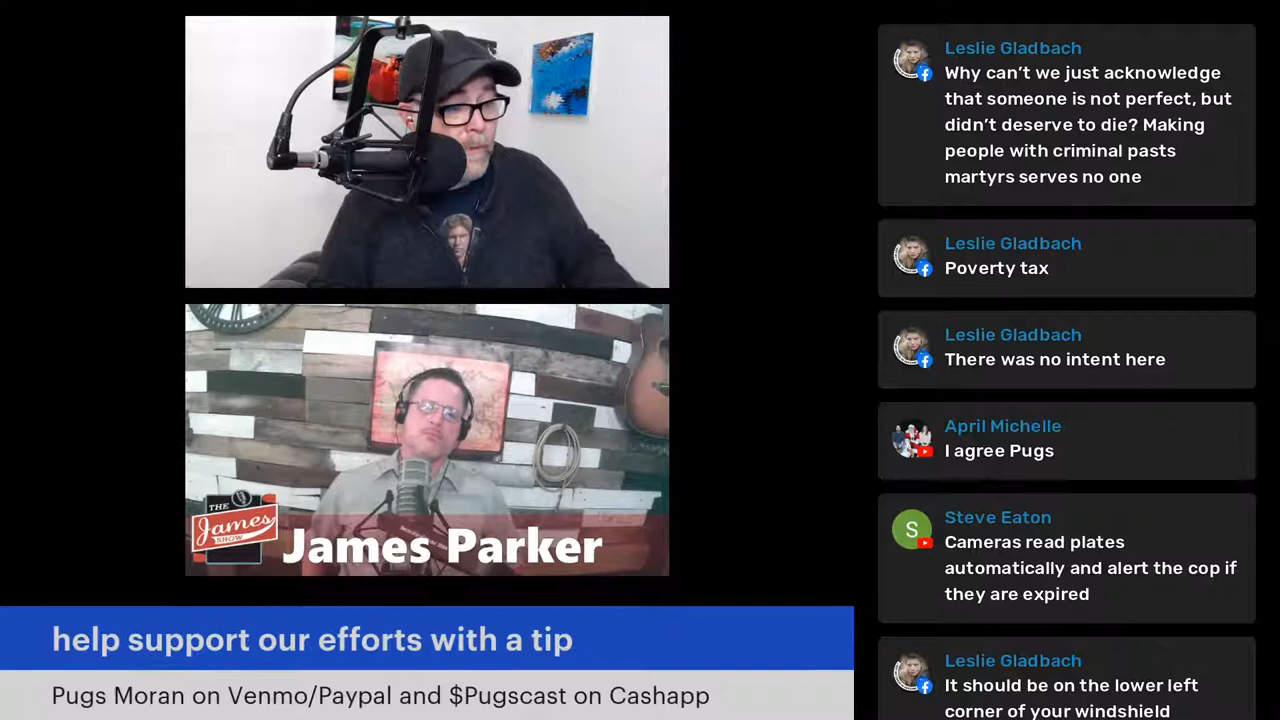 THE
James
SHOW
James Parker
help support our efforts with a tip
Pugs Moran on Venmo/Paypal and $Pugscast on Cashapp
Leslie Gladbach
Why can’t we just acknowledge
that someone is not perfect, but
didn’t deserve to die? Making
people with criminal pasts
martyrs serves no one
Leslie Gladbach
Poverty tax
Leslie Gladbach
There was no intent here
April Michelle
I agree Pugs
S
Steve Eaton
Cameras read plates
automatically and alert the cop if
they are expired
Leslie Gladbach
It should be on the lower left
corner of your windshield